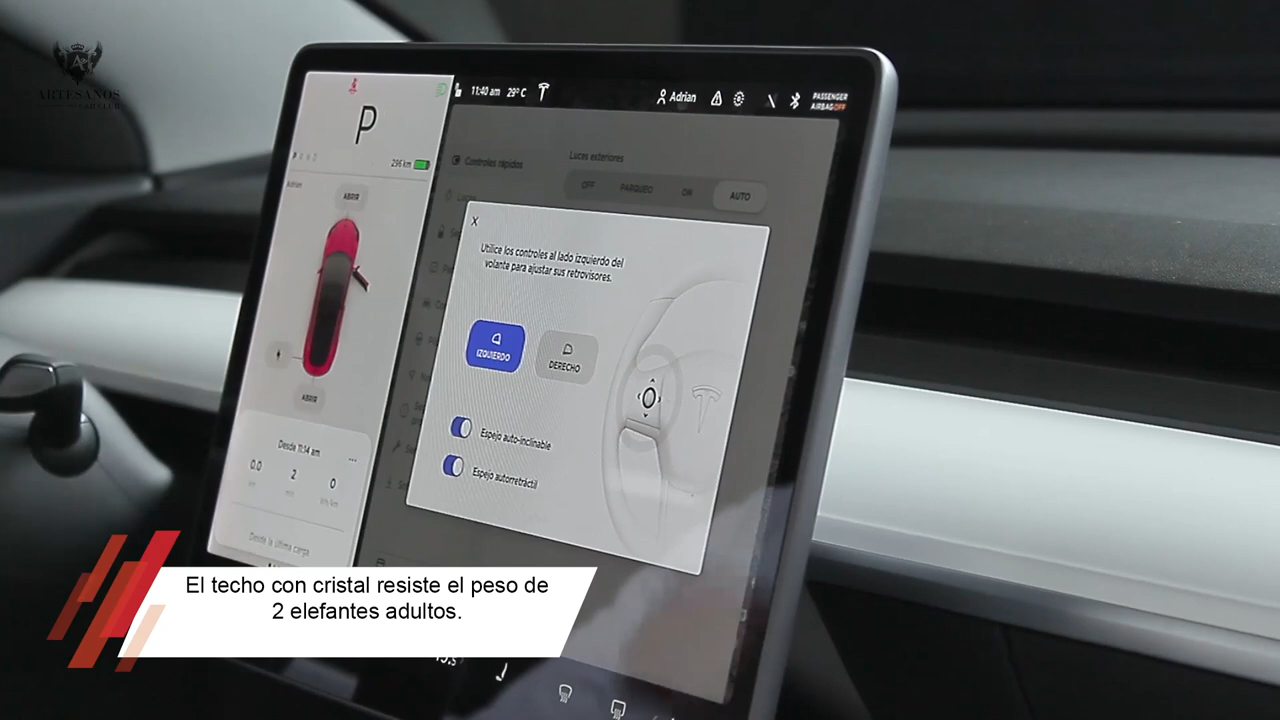 ARTESANOS
CAR CLUB
P
296 km
Adrian
ABRIR
ABRIR
Desde 11:14 am
0.0
2
0
Desde la última carga
11:40 am
29°C
Adrian
PASSENGER
AIRBAG OFF
Controles rápidos
Luces exteriores
OFF
PARQUEO
ON
AUTO
X
Utilice los controles al lado izquierdo del
volante para ajustar sus retrovisores.
IZQUIERDO
DERECHO
Espejo auto-inclinable
Espejo autorretráctil
El techo con cristal resiste el peso de
2 elefantes adultos.